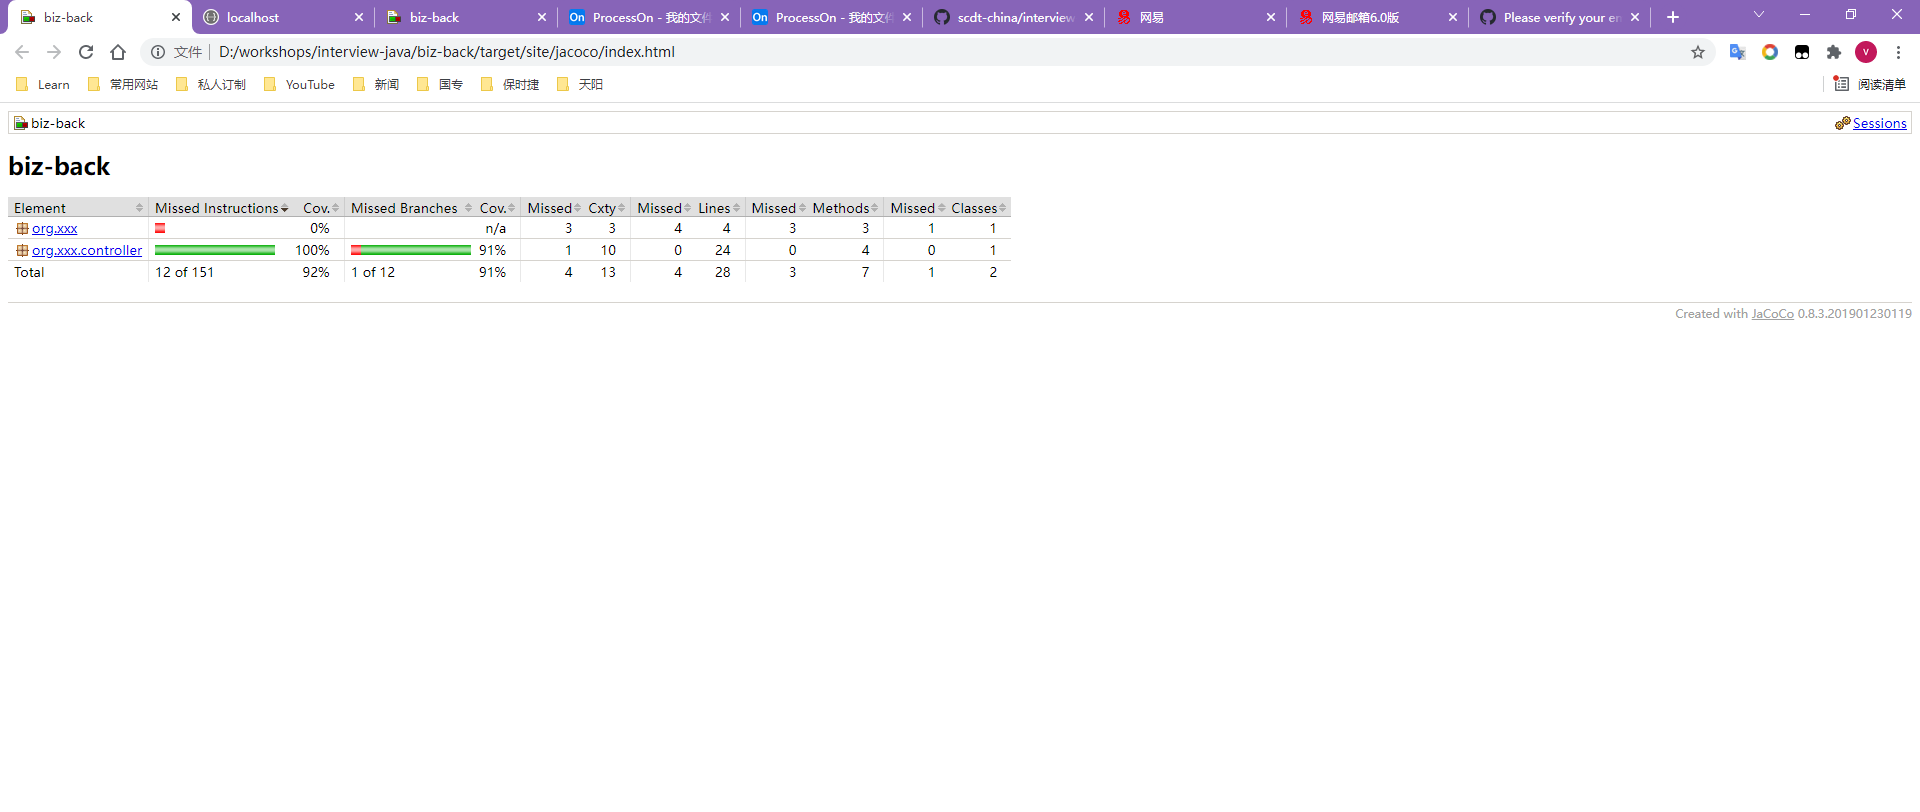 biz-back localhost biz-back ProcessOn - 我的文件 ProcessOn - 我的文件 scdt-china/interview 网易 网易邮箱6.0版 Please verify your em
文件 D:/workshops/interview-java/biz-back/target/site/jacoco/index.html V
Learn 常用网站 私人订制 YouTube 新闻 国专 保时捷 天阳 阅读清单
biz-back Sessions
biz-back
Element Missed Instructions Cov. Missed Branches Cov. Missed Cxty Missed Lines Missed Methods Missed Classes
org.xxx 0% n/a 3 3 4 4 3 3 1 1
org.xxx.controller 100% 91% 1 10 0 24 0 4 0 1
Total 12 of 151 92% 1 of 12 91% 4 13 4 28 3 7 1 2
Created with JaCoCo 0.8.3.201901230119